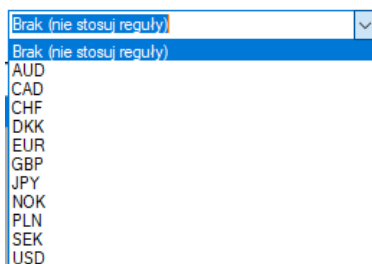 Brak (nie stosuj reguły)
Brak (nie stosuj reguły)
AUD
CAD
CHF
DKK
EUR
GBP
JPY
NOK
PLN
SEK
USD